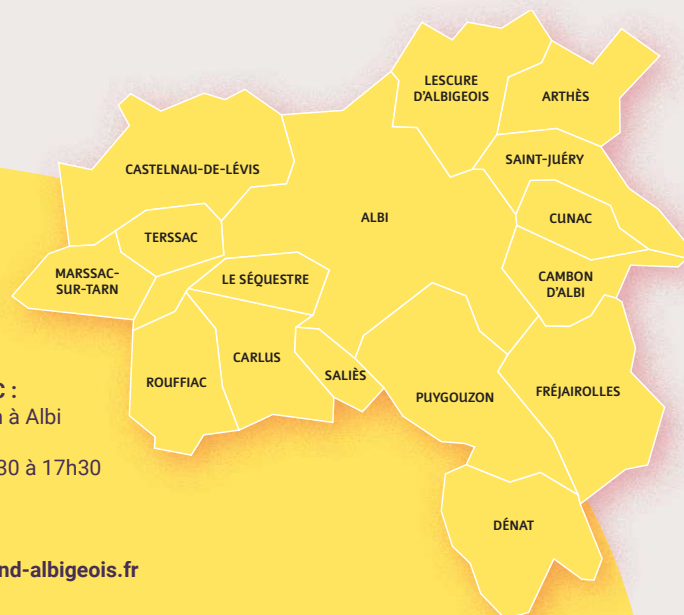 LESCURE
D'ALBIGEOIS
ARTHÈS
SAINT-JUÉRY
CASTELNAU-DE-LÉVIS
ALBI
CUNAC
TERSSAC
MARSSAC-
SUR-TARN
LE SÉQUESTRE
CAMBON
D'ALBI
CARLUS
ROUFFIAC
SALIÈS
PUYGOUZON
FRÉJAIROLLES
DÉNAT
:
à Albi
30 à 17h30
nd-albigeois.fr